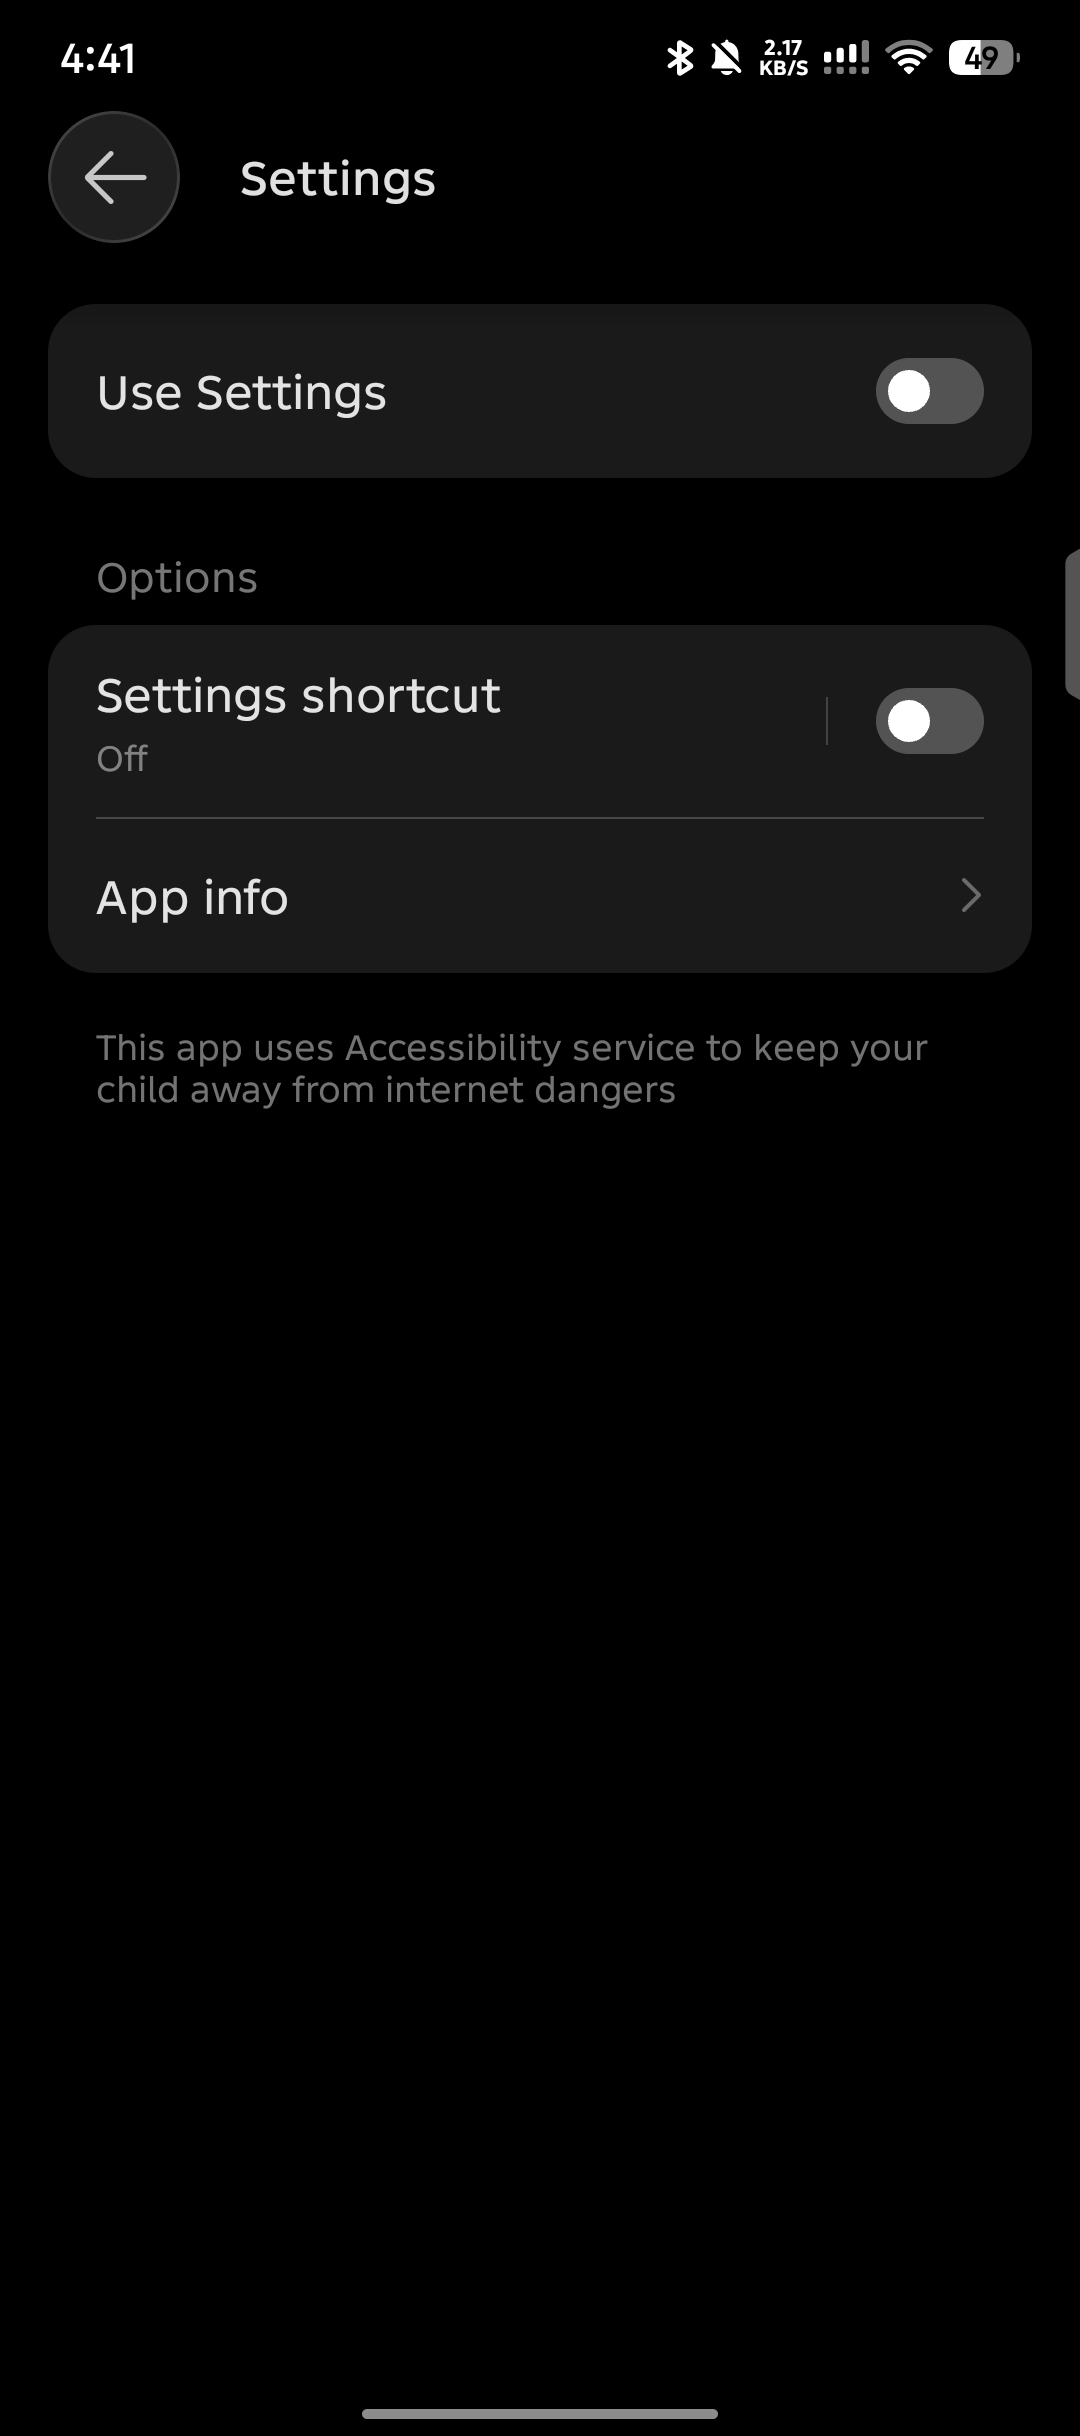 4:41
2.17
KB/S
49
Settings
Use Settings
Options
Settings shortcut
Off
App info
This app uses Accessibility service to keep your
child away from internet dangers